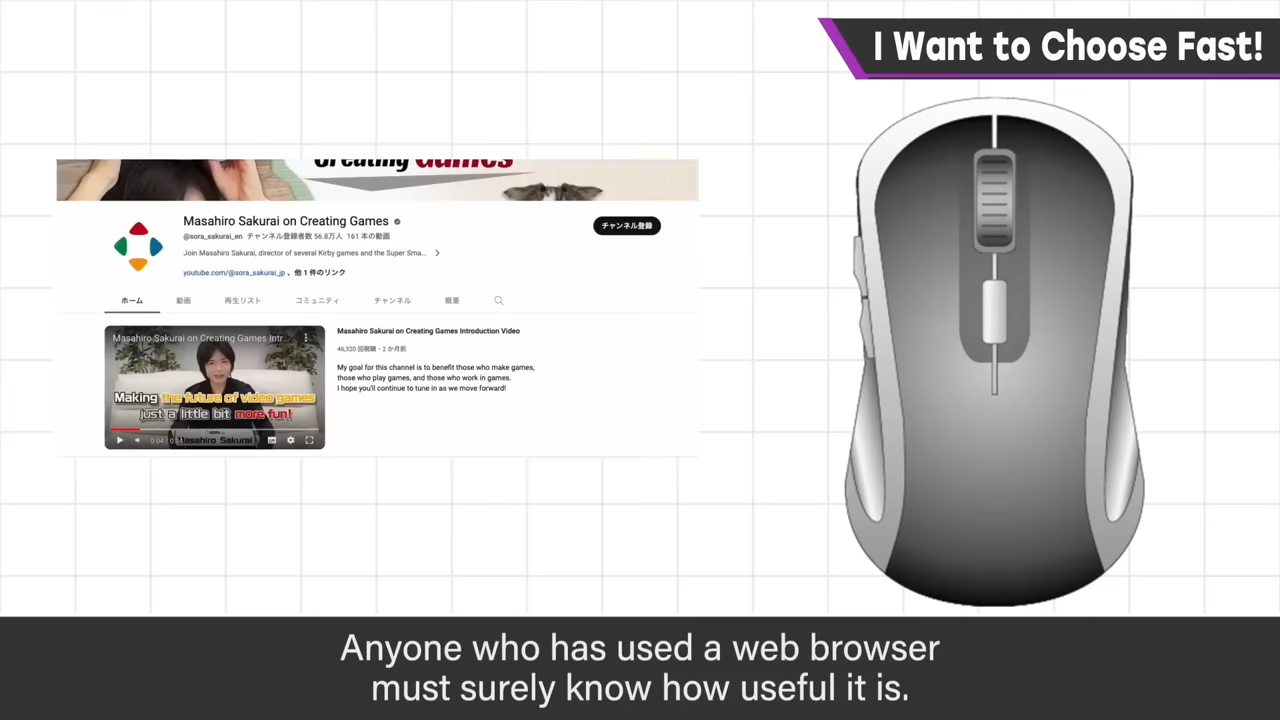 I Want to Choose Fast!
Creating Games
Masahiro Sakurai on Creating Games
チャンネル登録
@sora_sakurai_en チャンネル登録者数 56.8万人 161 本の動画
Join Masahiro Sakurai, director of several Kirby games and the Super Sma...
youtube.com/@sora_sakurai_jp 、他 1 件のリンク
ホーム 動画 再生リスト コミュニティ チャンネル 概要
Masahiro Sakurai on Creating Games Intr...
Making the future of video games
just a little bit more fun!
Masahiro Sakurai
0:04
Masahiro Sakurai on Creating Games Introduction Video
46,320 回視聴・2 か月前
My goal for this channel is to benefit those who make games,
those who play games, and those who work in games.
I hope you'll continue to tune in as we move forward!
Anyone who has used a web browser
must surely know how useful it is.